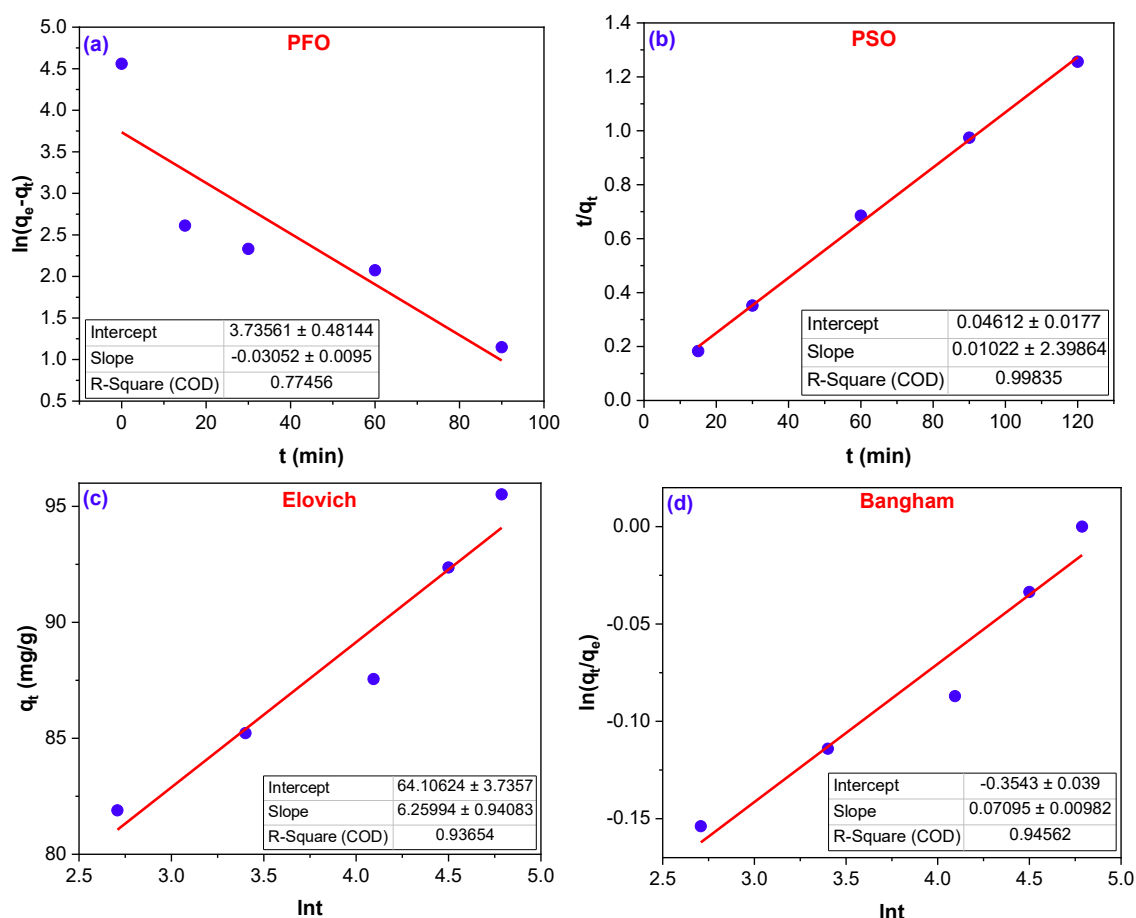 (a) PFO
5.0
4.5
4.0
3.5
3.0
2.5
2.0
1.5
1.0
0.5
ln(qe-qt)
Intercept 3.73561 ± 0.48144
Slope -0.03052 ± 0.0095
R-Square (COD) 0.77456
0 20 40 60 80 100
t (min)
(b) PSO
1.4
1.2
1.0
0.8
0.6
0.4
0.2
0.0
t/qt
Intercept 0.04612 ± 0.0177
Slope 0.01022 ± 2.39864
R-Square (COD) 0.99835
0 20 40 60 80 100 120
t (min)
(c) Elovich
95
90
85
80
qt (mg/g)
Intercept 64.10624 ± 3.7357
Slope 6.25994 ± 0.94083
R-Square (COD) 0.93654
2.5 3.0 3.5 4.0 4.5 5.0
lnt
(d) Bangham
0.00
-0.05
-0.10
-0.15
ln(qt/qe)
Intercept -0.3543 ± 0.039
Slope 0.07095 ± 0.00982
R-Square (COD) 0.94562
2.5 3.0 3.5 4.0 4.5 5.0
lnt